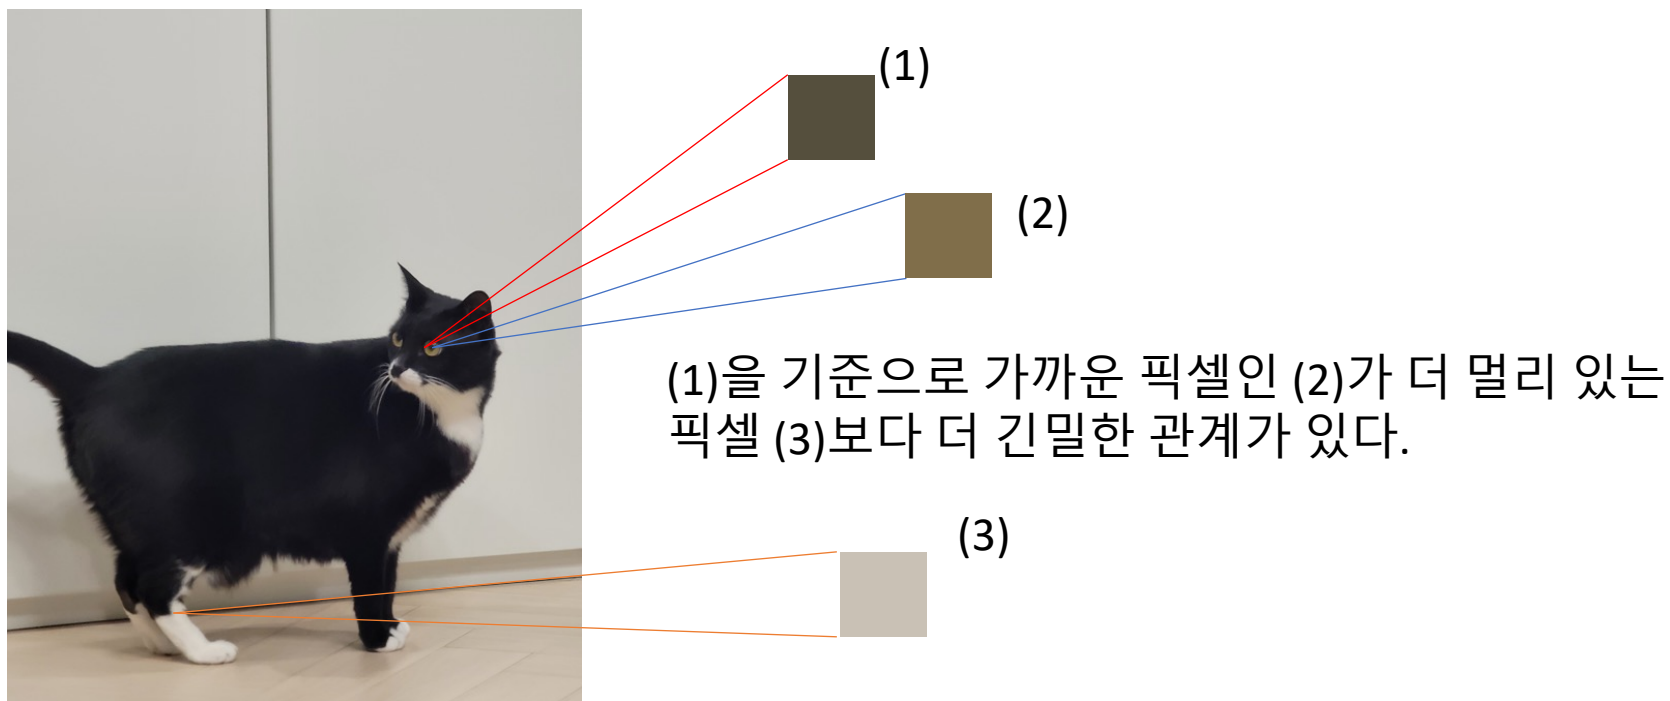 (1)
(2)
(1)을 기준으로 가까운 픽셀인 (2)가 더 멀리 있는
픽셀 (3)보다 더 긴밀한 관계가 있다.
(3)